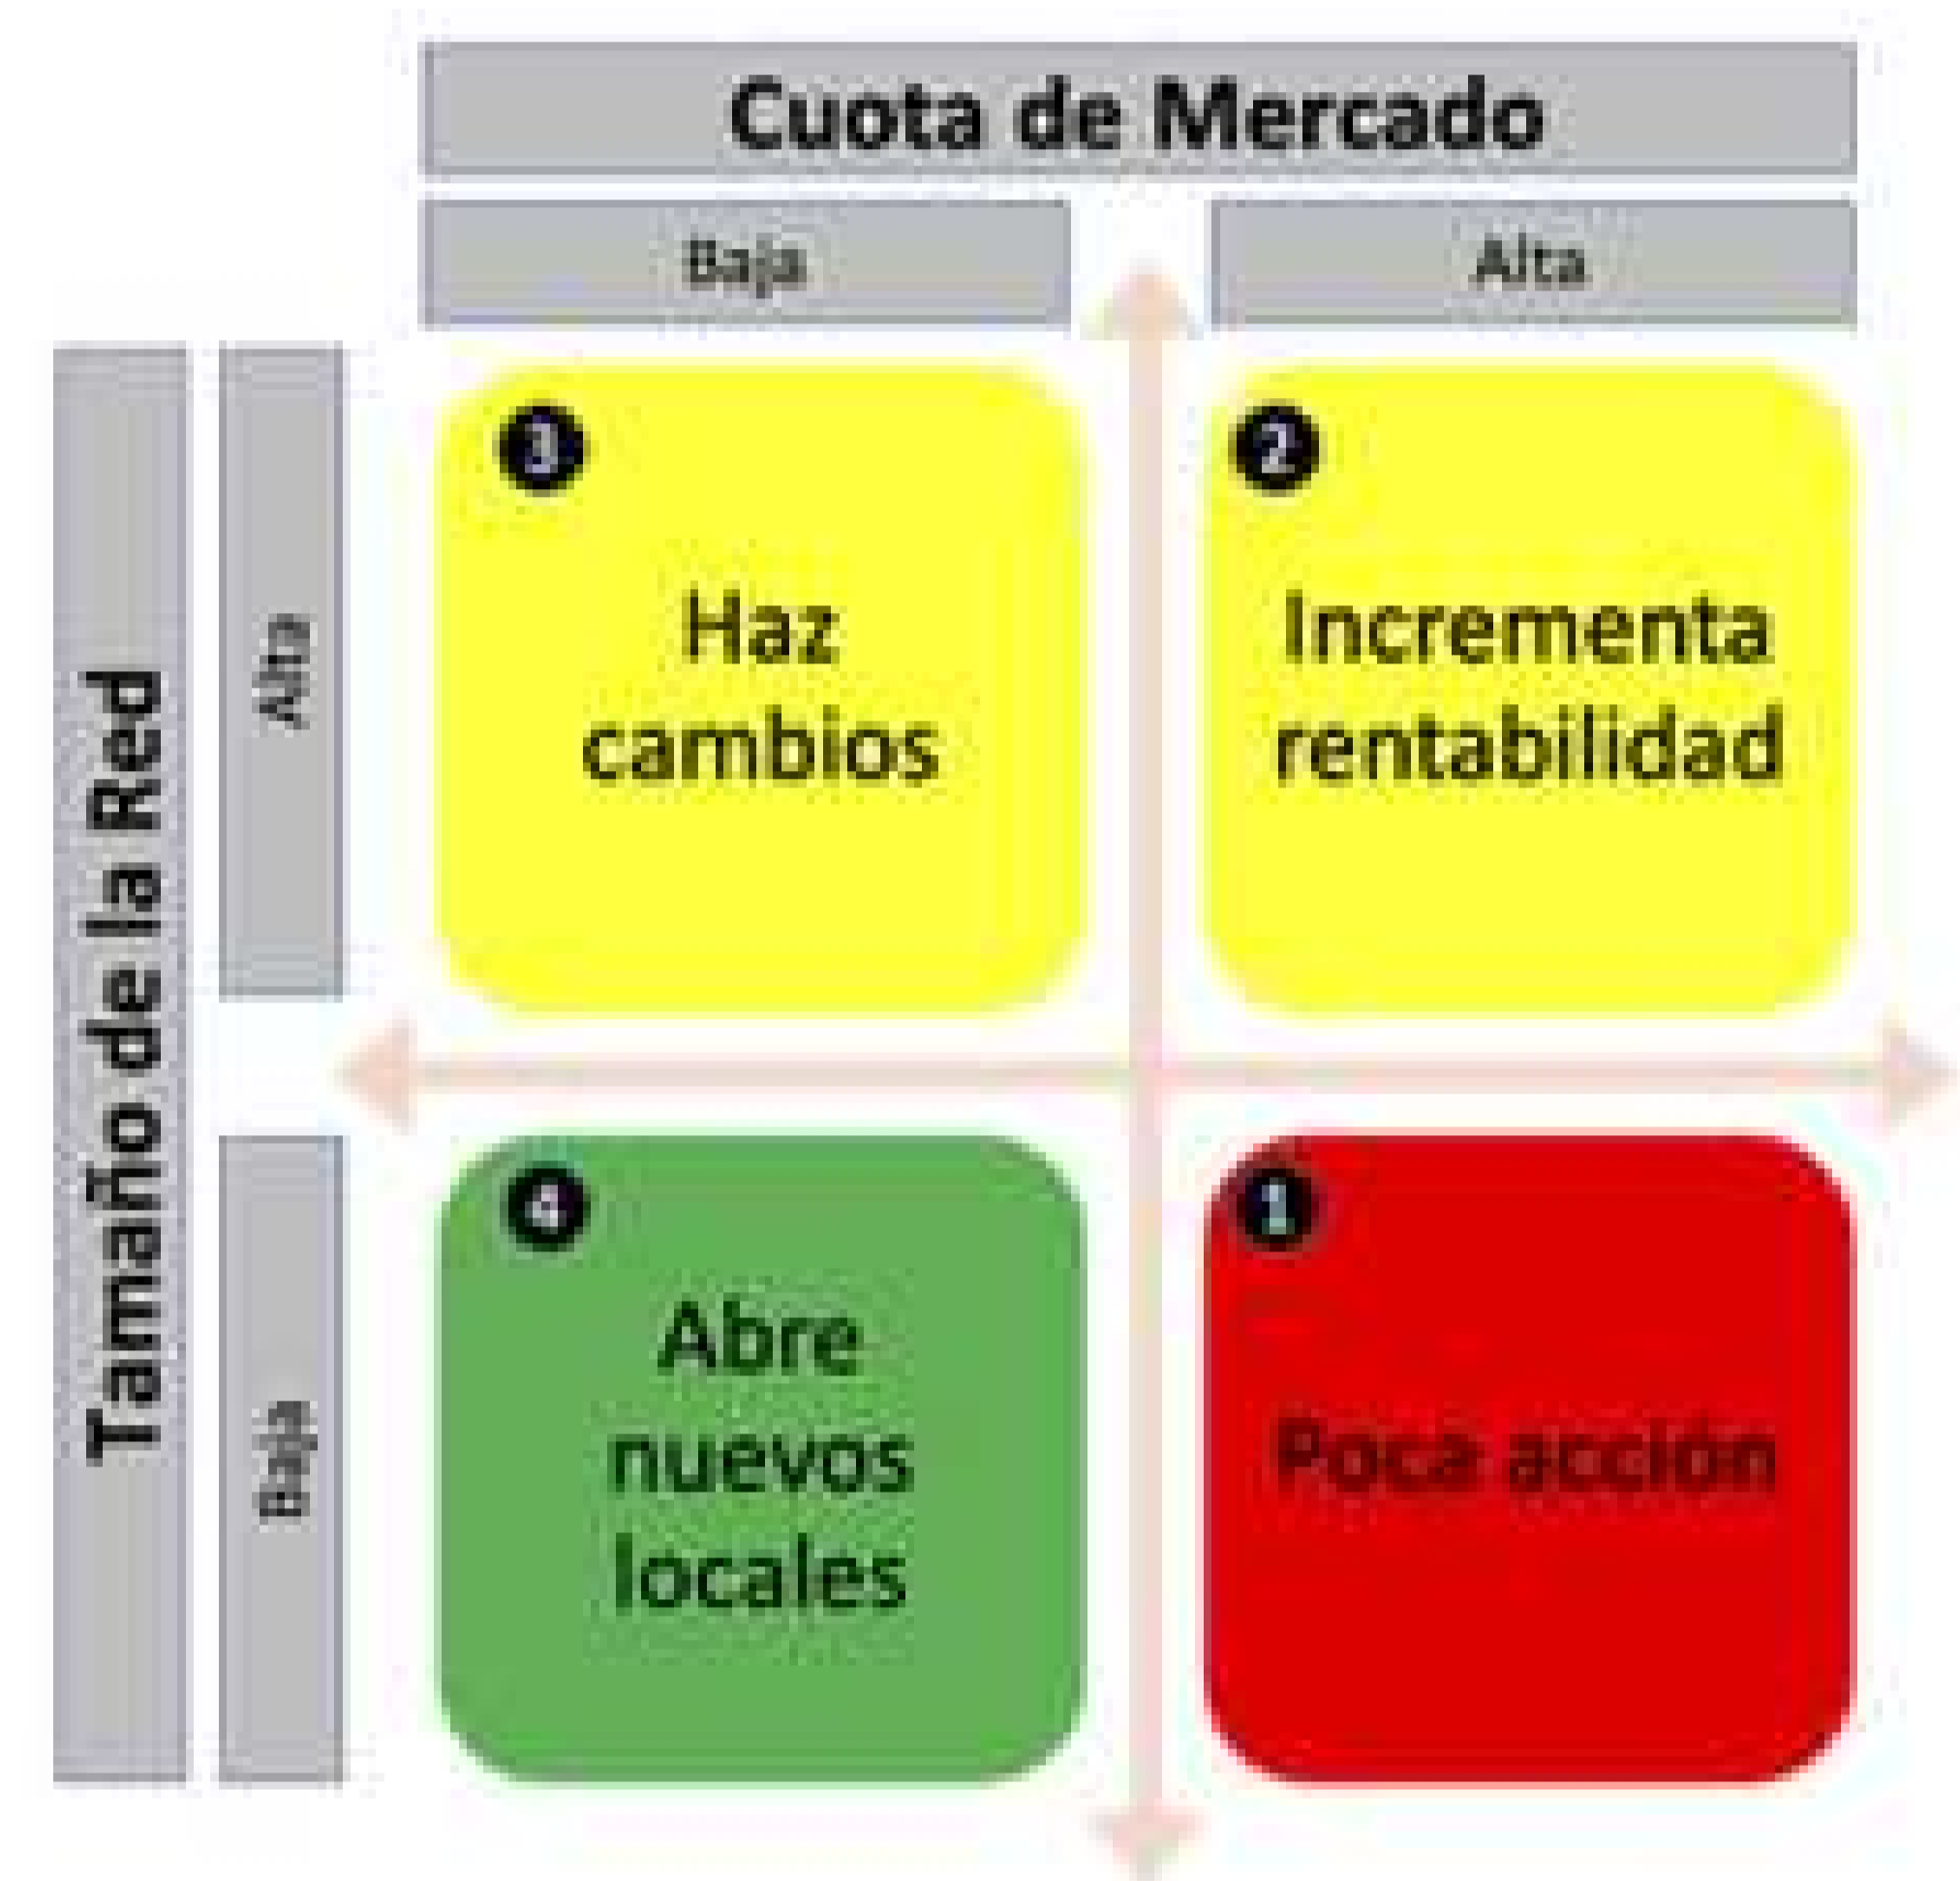 Cuota de Mercado
Baja
Alta
Tamaño de la Red
Alta
3
Haz
cambios
2
Incrementa
rentabilidad
Baja
4
Abre
nuevos
locales
1
Poca acción